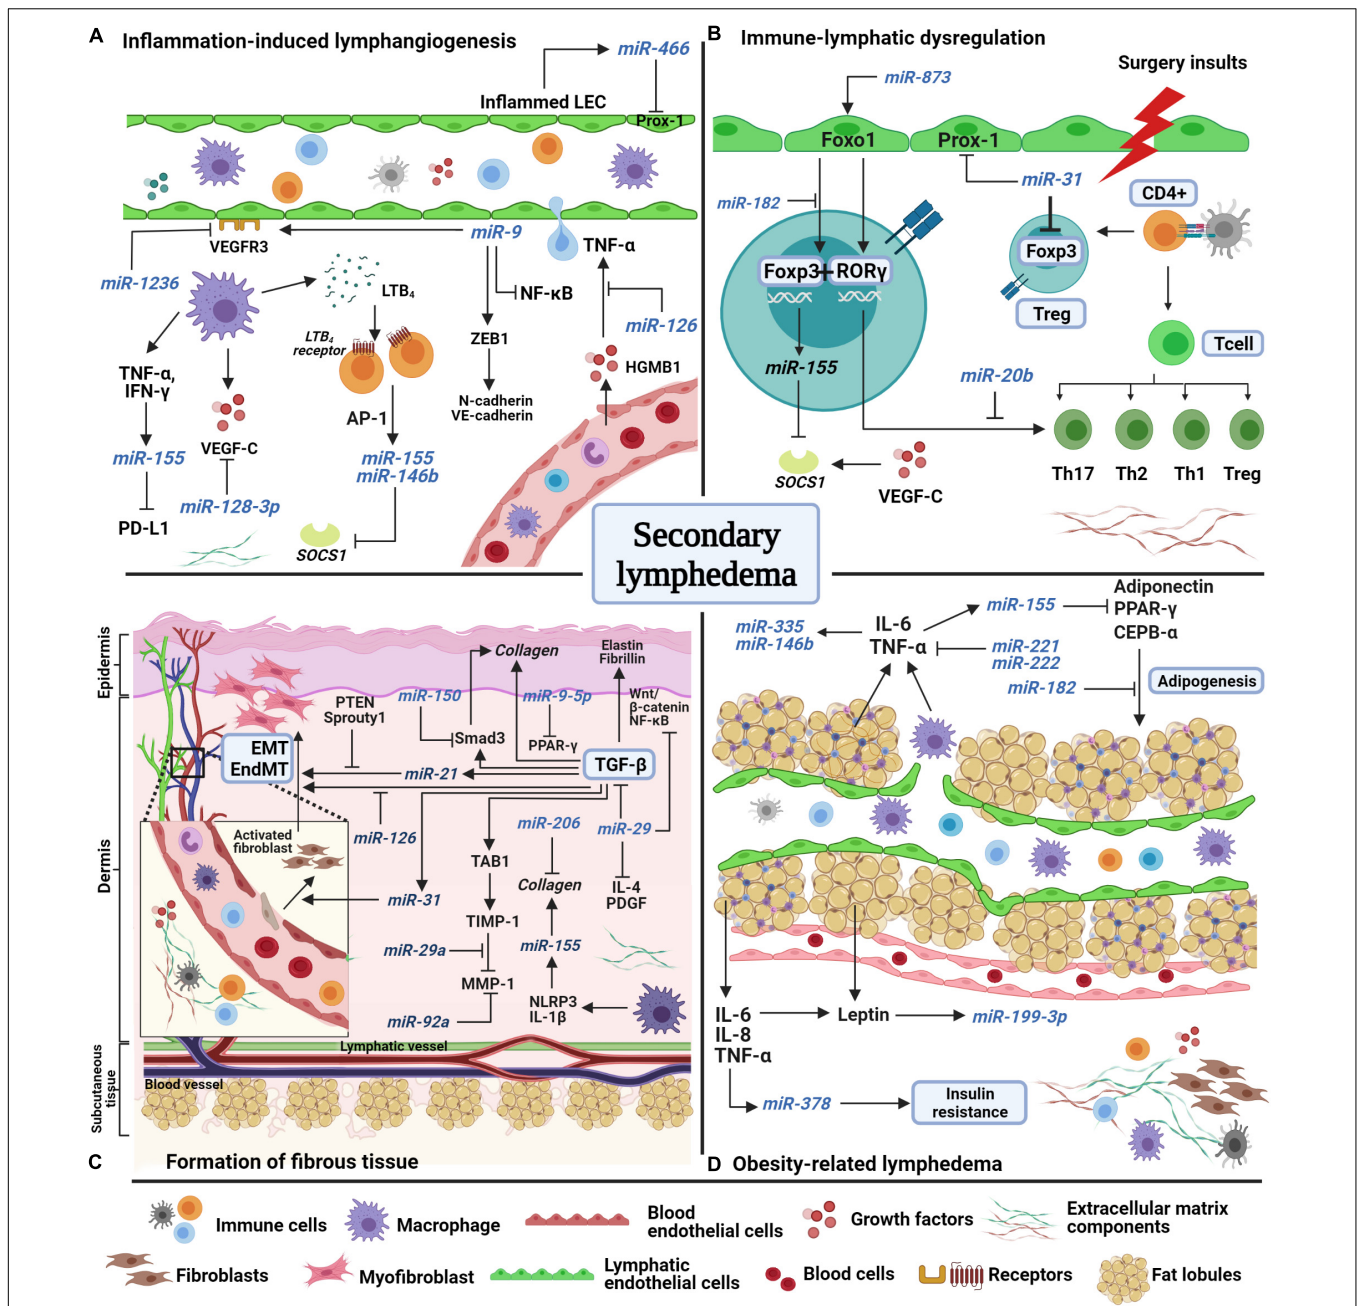 A Inflammation-induced lymphangiogenesis
miR-466
Inflammed LEC
Prox-1
VEGFR3
miR-9
TNF-α
miR-1236
LTB₄
NF-κB
miR-126
LTB₄
receptor
ZEB1
HGMB1
TNF-α,
IFN-γ
N-cadherin
VE-cadherin
AP-1
VEGF-C
miR-155
miR-155
miR-146b
miR-128-3p
PD-L1
SOCS1
B Immune-lymphatic dysregulation
Surgery insults
miR-873
Foxo1
Prox-1
miR-31
CD4+
miR-182
Foxp3
Foxp3
RORγ
Treg
Tcell
miR-155
miR-20b
Th17
Th2
Th1
Treg
SOCS1
VEGF-C
Secondary
lymphedema
Epidermis
Dermis
Subcutaneous
tissue
Collagen
Elastin
Fibrillin
miR-150
miR-9-5p
Wnt/
β-catenin
NF-κB
PTEN
Sprouty1
Smad3
PPAR-γ
EMT
EndMT
TGF-β
miR-21
miR-126
miR-206
miR-29
Activated
fibroblast
TAB1
Collagen
IL-4
PDGF
miR-31
TIMP-1
miR-29a
miR-155
MMP-1
NLRP3
IL-1β
miR-92a
Lymphatic vessel
Blood vessel
C Formation of fibrous tissue
Adiponectin
PPAR-γ
CEPB-α
miR-155
miR-335
miR-146b
IL-6
TNF-α
miR-221
miR-222
miR-182
Adipogenesis
IL-6
IL-8
TNF-α
Leptin
miR-199-3p
miR-378
Insulin
resistance
D Obesity-related lymphedema
Immune cells
Macrophage
Blood
endothelial cells
Growth factors
Extracellular matrix
components
Fibroblasts
Myofibroblast
Lymphatic
endothelial cells
Blood cells
Receptors
Fat lobules